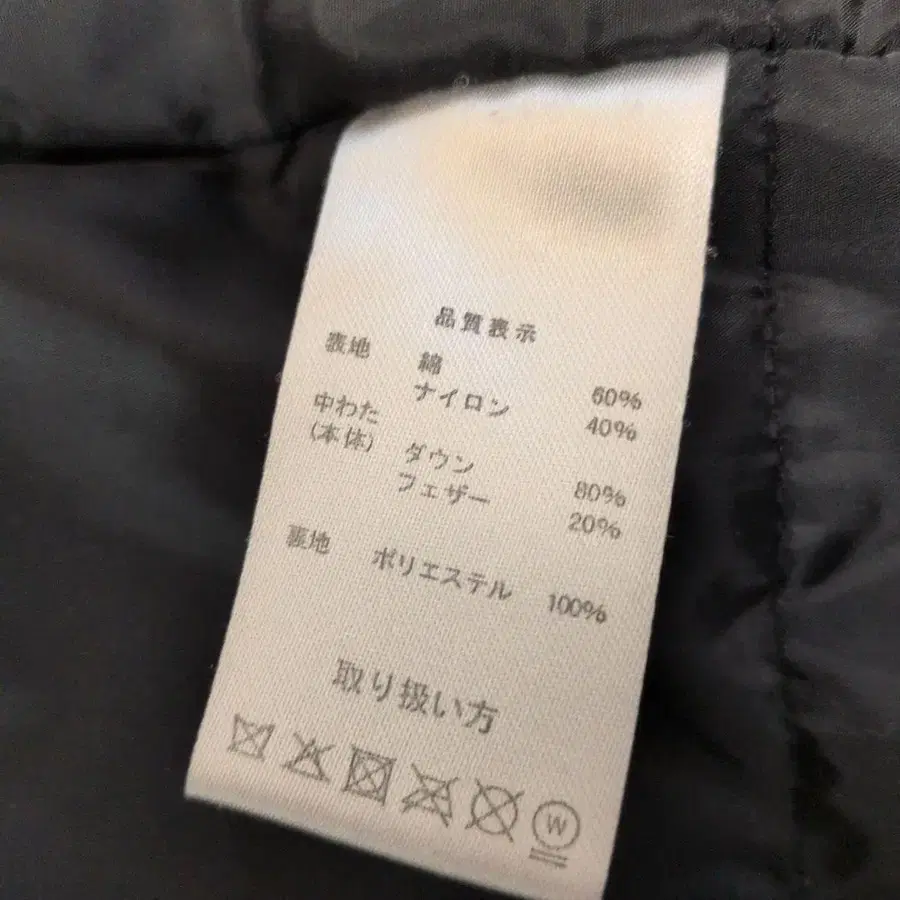 品質表示
表地 綿 60%
ナイロン 40%
中わた
(本体) ダウン 80%
フェザー 20%
裏地 ポリエステル 100%
取り扱い方
W